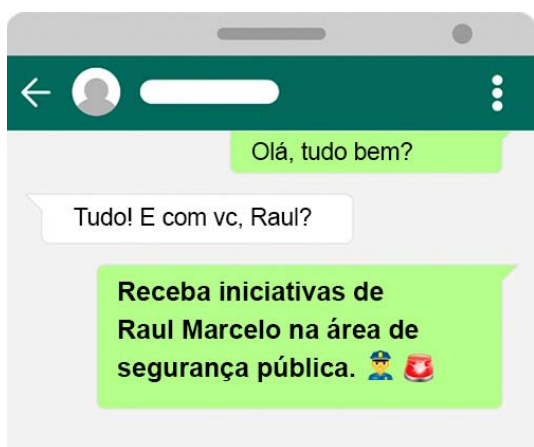 Olá, tudo bem?
Tudo! E com vc, Raul?
Receba iniciativas de
Raul Marcelo na área de
segurança pública. 👮‍♂️ 🚨